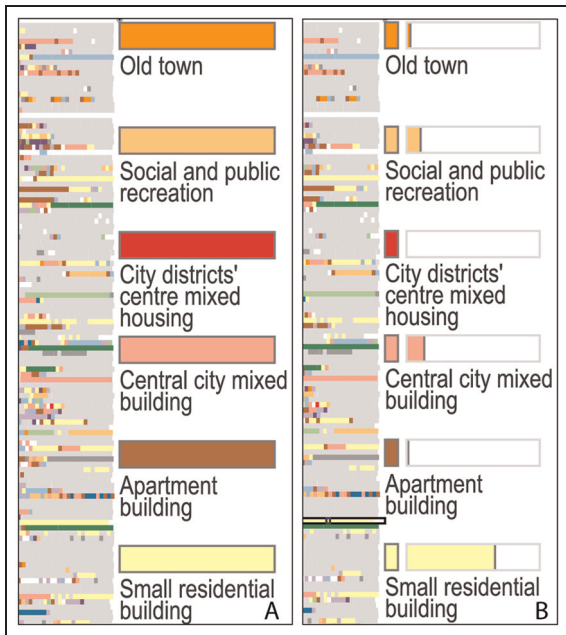 Old town
Social and public
recreation
City districts'
centre mixed
housing
Central city mixed
building
Apartment
building
Small residential
building
A
Old town
Social and public
recreation
City districts'
centre mixed
housing
Central city mixed
building
Apartment
building
Small residential
building
B